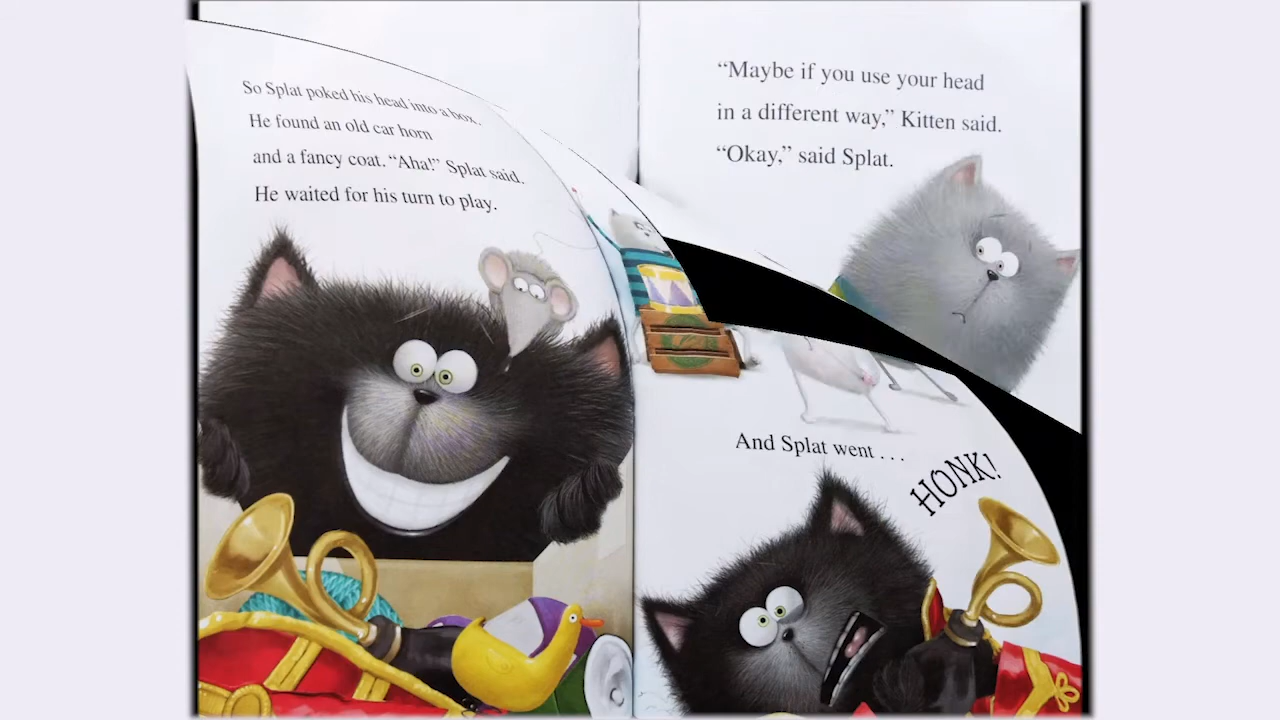 So Splat poked his head into a box.
He found an old car horn
and a fancy coat. “Aha!” Splat said.
He waited for his turn to play.
“Maybe if you use your head
in a different way,” Kitten said.
“Okay,” said Splat.
And Splat went . . .
HONK!